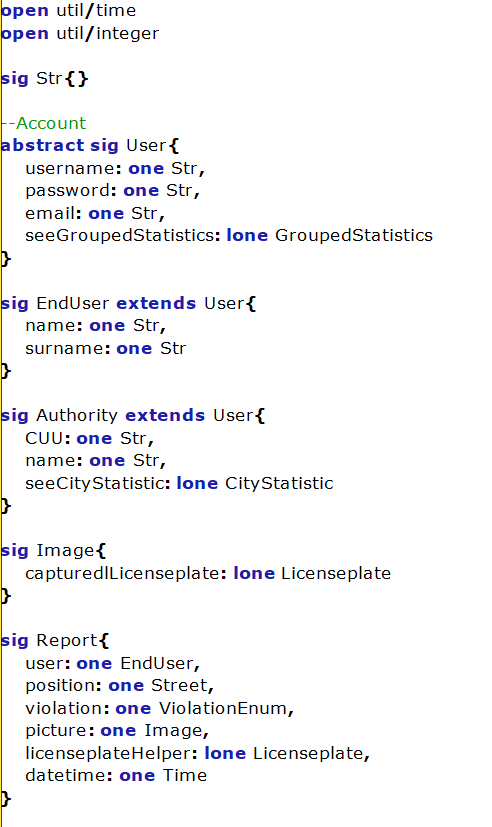 open util/time
open util/integer

sig Str{}

--Account
abstract sig User{
    username: one Str,
    password: one Str,
    email: one Str,
    seeGroupedStatistics: lone GroupedStatistics
}

sig EndUser extends User{
    name: one Str,
    surname: one Str
}

sig Authority extends User{
    CUU: one Str,
    name: one Str,
    seeCityStatistic: lone CityStatistic
}

sig Image{
    capturedlLicenseplate: lone Licenseplate
}

sig Report{
    user: one EndUser,
    position: one Street,
    violation: one ViolationEnum,
    picture: one Image,
    licenseplateHelper: lone Licenseplate,
    datetime: one Time
}